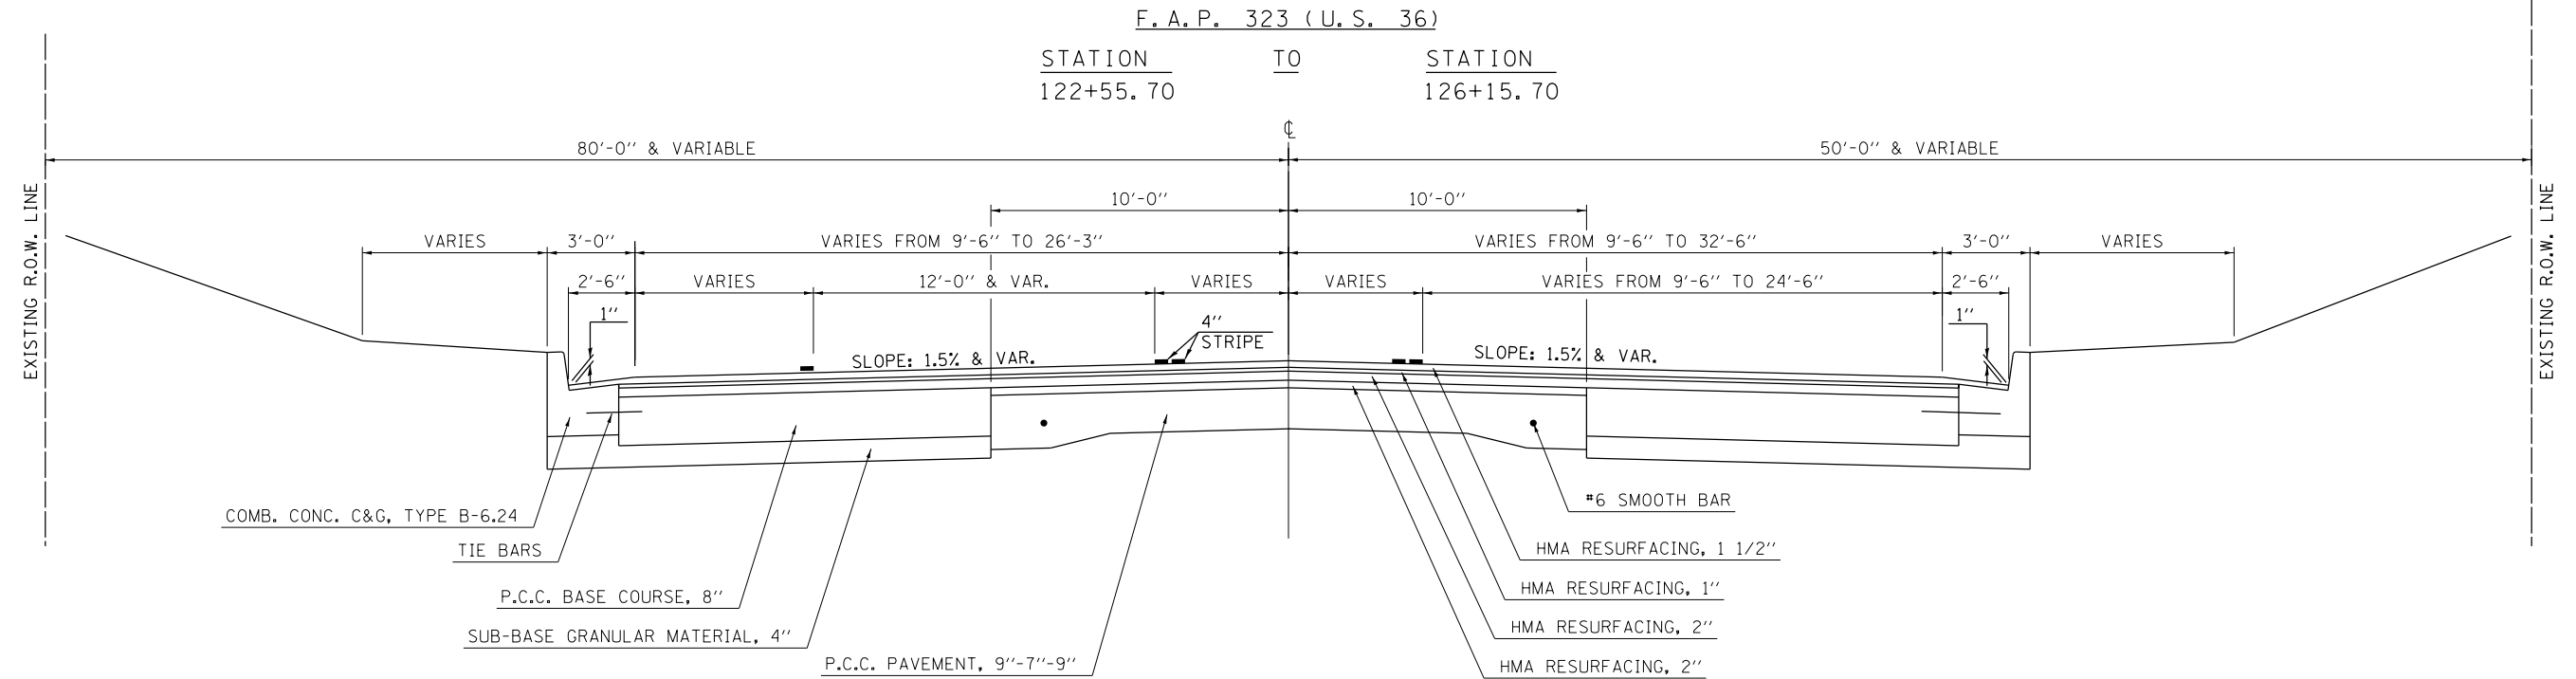 F.A.P. 323 (U.S. 36)
STATION TO STATION
122+55.70 126+15.70
℄
80'-0" & VARIABLE 50'-0" & VARIABLE
EXISTING R.O.W. LINE
EXISTING R.O.W. LINE
10'-0" 10'-0"
VARIES 3'-0" VARIES FROM 9'-6" TO 26'-3" VARIES FROM 9'-6" TO 32'-6" 3'-0" VARIES
2'-6" VARIES 12'-0" & VAR. VARIES VARIES VARIES FROM 9'-6" TO 24'-6" 2'-6"
1" 4" 1"
STRIPE
SLOPE: 1.5% & VAR. SLOPE: 1.5% & VAR.
#6 SMOOTH BAR
COMB. CONC. C&G, TYPE B-6.24
TIE BARS HMA RESURFACING, 1 1/2"
P.C.C. BASE COURSE, 8" HMA RESURFACING, 1"
SUB-BASE GRANULAR MATERIAL, 4" HMA RESURFACING, 2"
P.C.C. PAVEMENT, 9"-7"-9" HMA RESURFACING, 2"